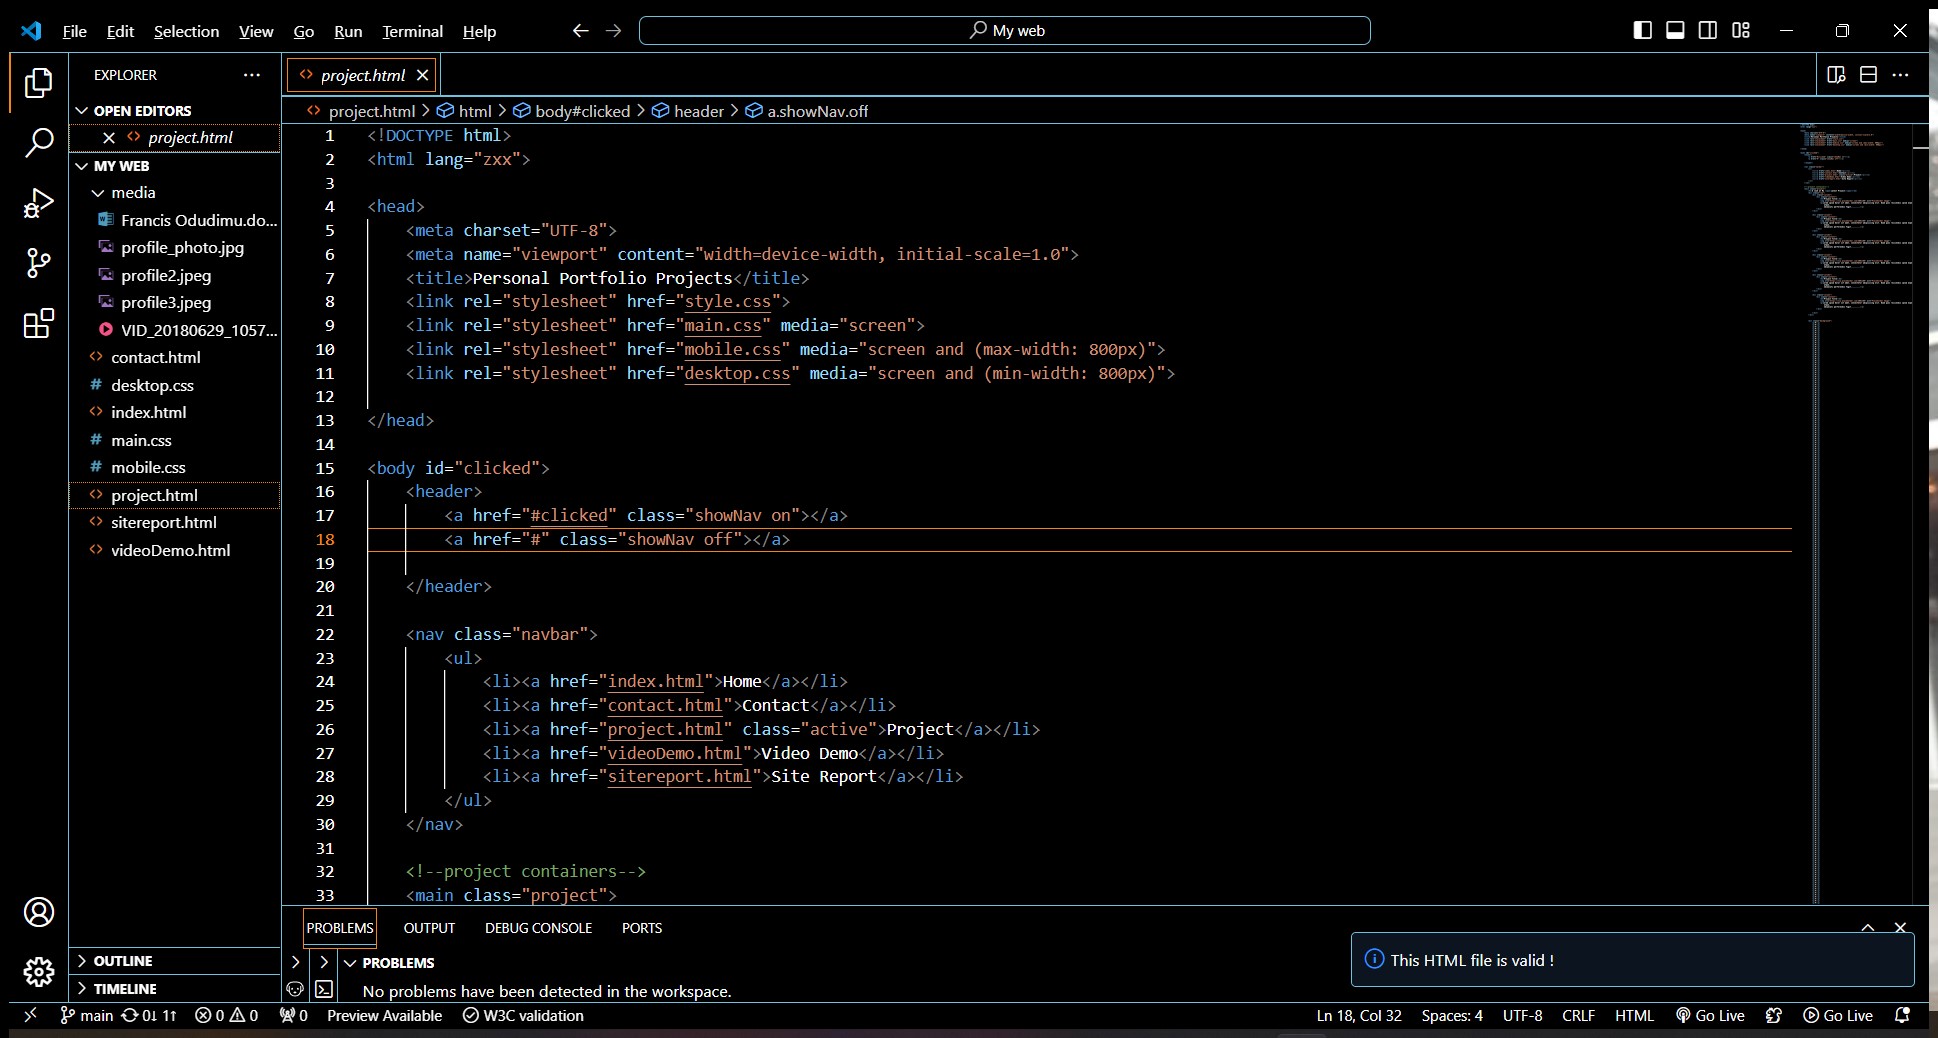 File Edit Selection View Go Run Terminal Help
My web
EXPLORER
OPEN EDITORS
project.html
MY WEB
media
Francis Odudimu.do...
profile_photo.jpg
profile2.jpeg
profile3.jpeg
VID_20180629_1057...
contact.html
desktop.css
index.html
main.css
mobile.css
project.html
sitereport.html
videoDemo.html
OUTLINE
TIMELINE
project.html
project.html > html > body#clicked > header > a.showNav.off
1 <!DOCTYPE html>
2 <html lang="zxx">
3
4 <head>
5 <meta charset="UTF-8">
6 <meta name="viewport" content="width=device-width, initial-scale=1.0">
7 <title>Personal Portfolio Projects</title>
8 <link rel="stylesheet" href="style.css">
9 <link rel="stylesheet" href="main.css" media="screen">
10 <link rel="stylesheet" href="mobile.css" media="screen and (max-width: 800px)">
11 <link rel="stylesheet" href="desktop.css" media="screen and (min-width: 800px)">
12
13 </head>
14
15 <body id="clicked">
16 <header>
17 <a href="#clicked" class="showNav on"></a>
18 <a href="#" class="showNav off"></a>
19
20 </header>
21
22 <nav class="navbar">
23 <ul>
24 <li><a href="index.html">Home</a></li>
25 <li><a href="contact.html">Contact</a></li>
26 <li><a href="project.html" class="active">Project</a></li>
27 <li><a href="videoDemo.html">Video Demo</a></li>
28 <li><a href="sitereport.html">Site Report</a></li>
29 </ul>
30 </nav>
31
32 <!--project containers-->
33 <main class="project">
PROBLEMS OUTPUT DEBUG CONSOLE PORTS
PROBLEMS
No problems have been detected in the workspace.
This HTML file is valid !
main 0↓ 1↑ 0 0 0 Preview Available W3C validation Ln 18, Col 32 Spaces: 4 UTF-8 CRLF HTML Go Live Go Live